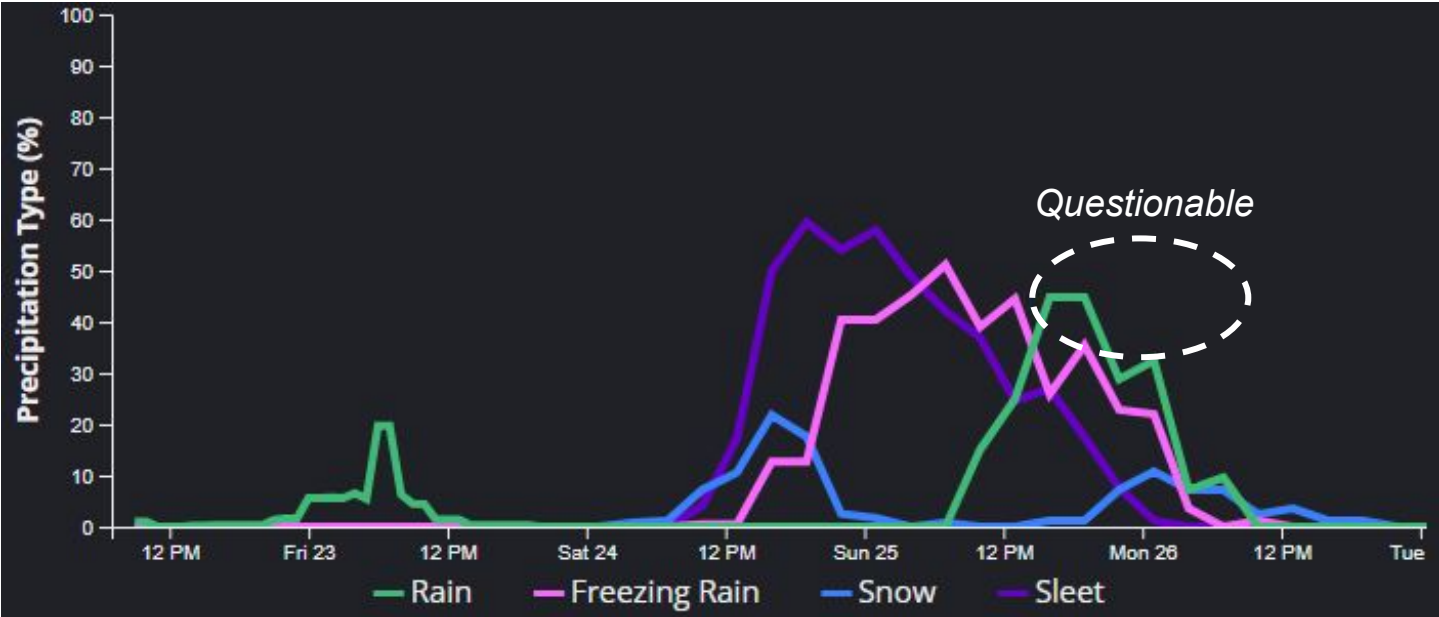 Precipitation Type (%)
100
90
80
70
60
50
40
30
20
10
0
Questionable
12 PM Fri 23 12 PM Sat 24 12 PM Sun 25 12 PM Mon 26 12 PM Tue
Rain Freezing Rain Snow Sleet